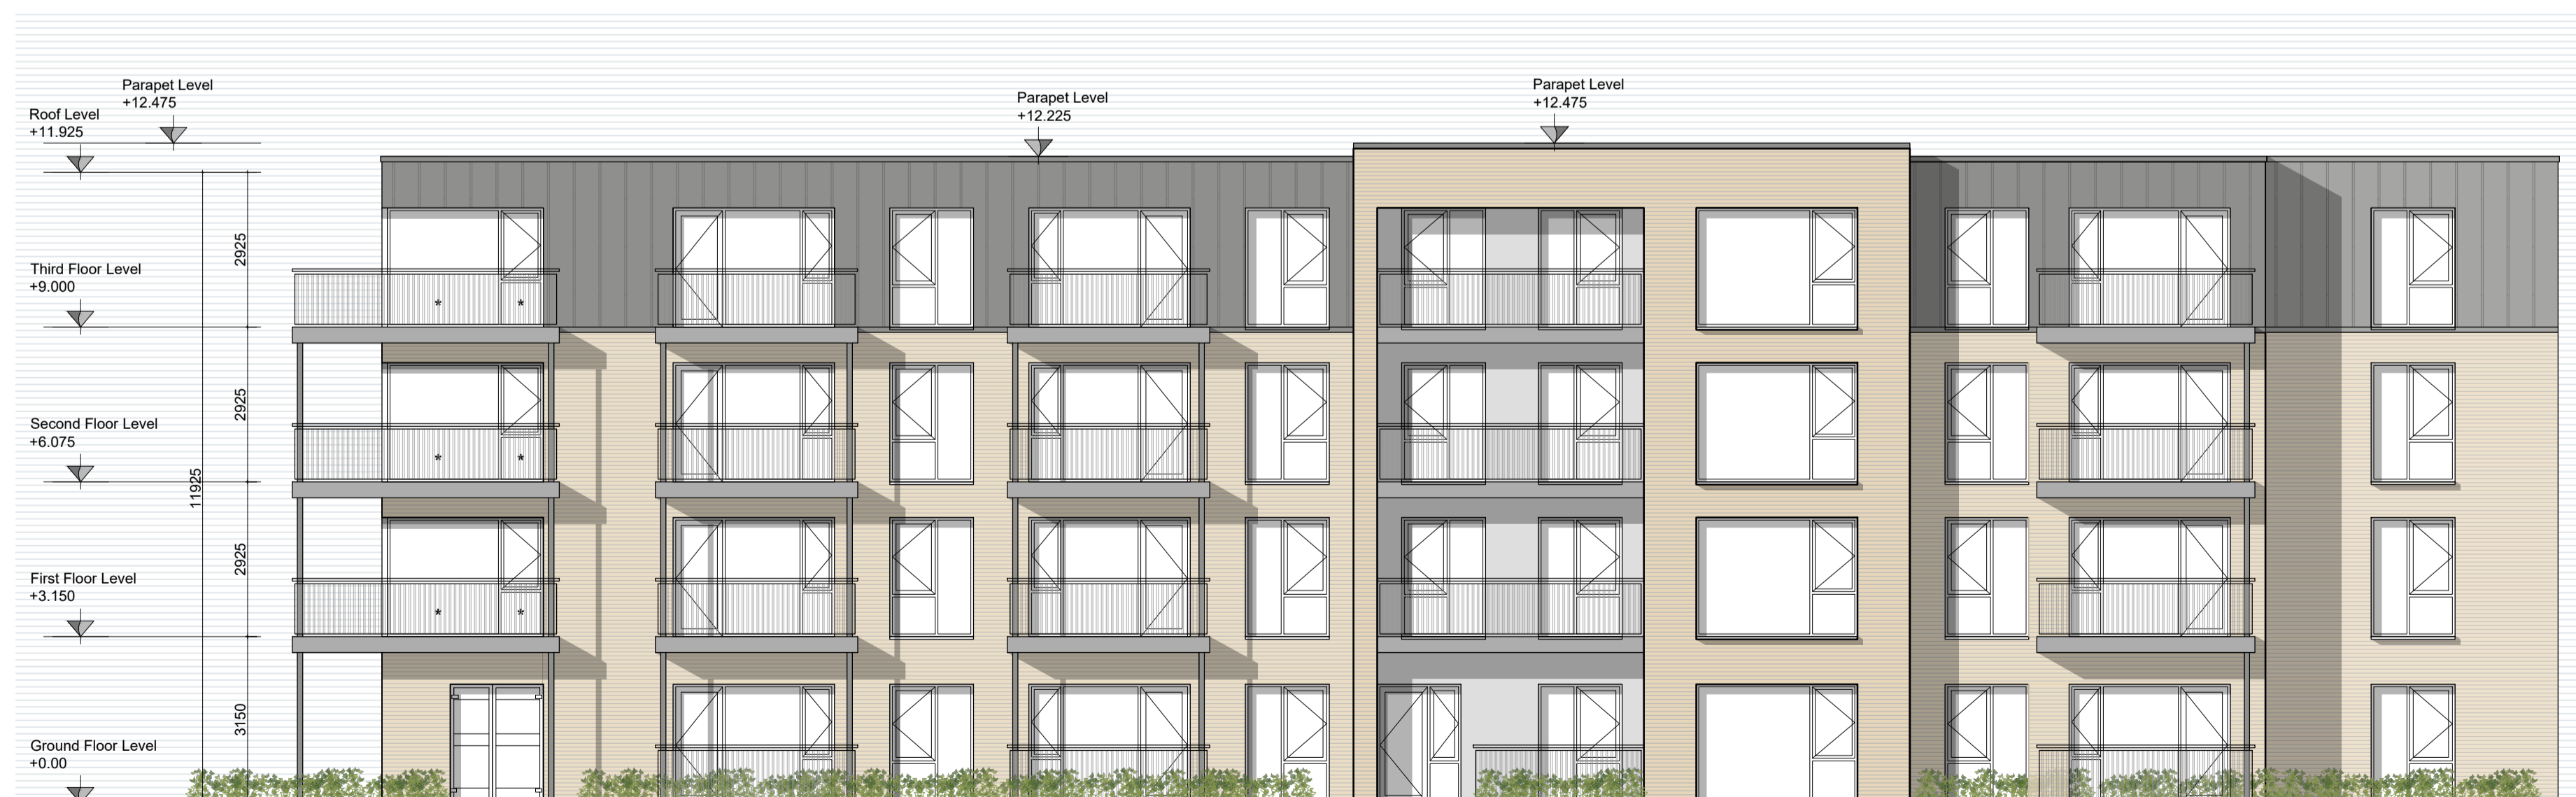 Parapet Level
+12.475
Roof Level
+11.925
Parapet Level
+12.225
Parapet Level
+12.475
2925
Third Floor Level
+9.000
* *
2925
Second Floor Level
+6.075
* *
11925
2925
First Floor Level
+3.150
* *
3150
Ground Floor Level
+0.00